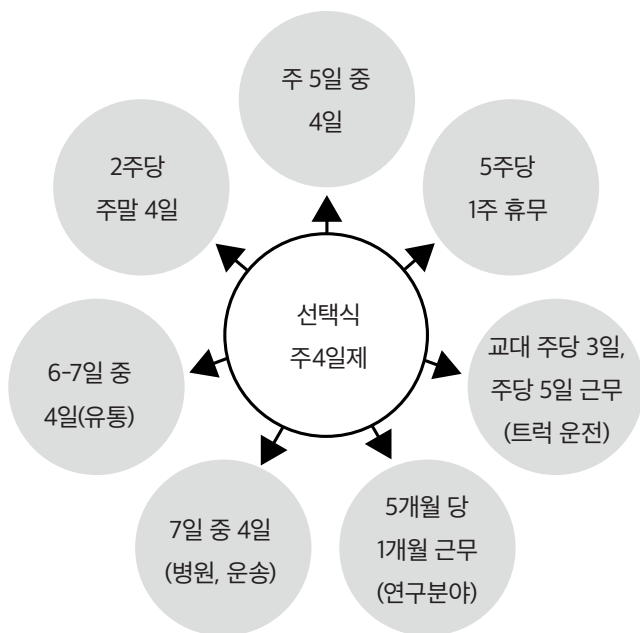 주 5일 중
4일
2주당
주말 4일
5주당
1주 휴무
선택식
주4일제
6-7일 중
4일(유통)
교대 주당 3일,
주당 5일 근무
(트럭 운전)
7일 중 4일
(병원, 운송)
5개월 당
1개월 근무
(연구분야)